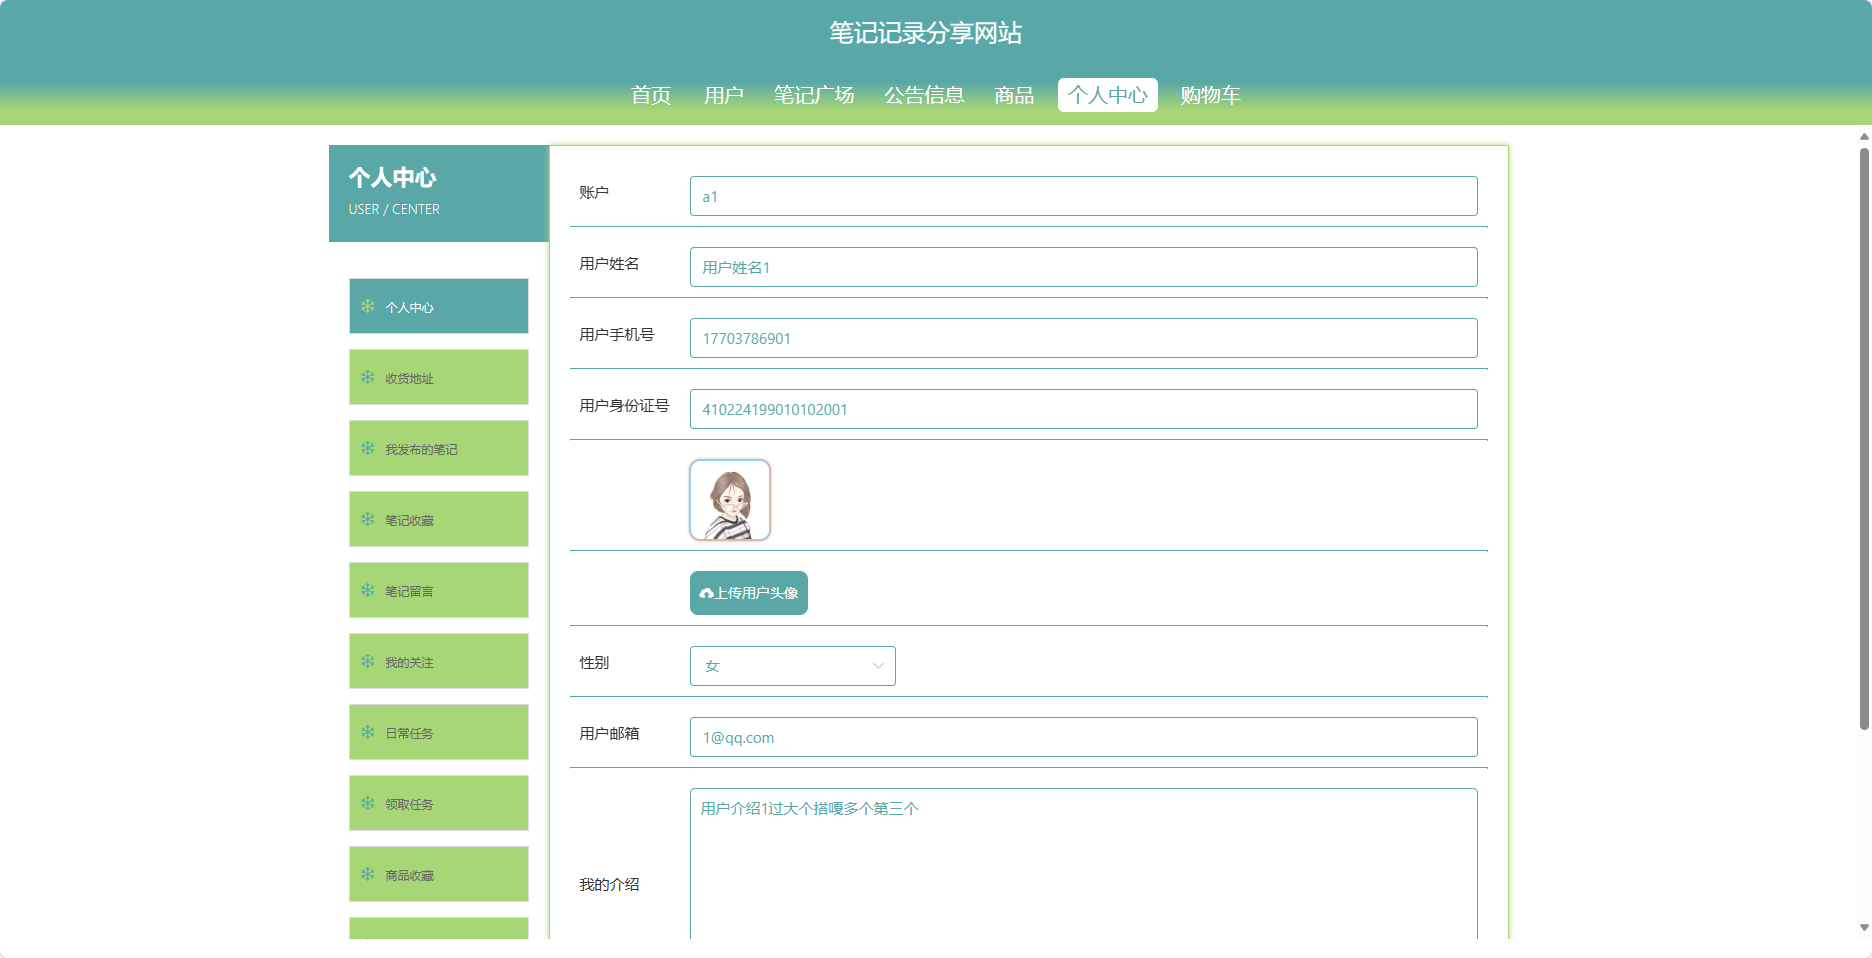 笔记记录分享网站
首页 用户 笔记广场 公告信息 商品 个人中心 购物车
个人中心
USER / CENTER
个人中心
收货地址
我发布的笔记
笔记收藏
笔记留言
我的关注
日常任务
领取任务
商品收藏
账户 a1
用户姓名 用户姓名1
用户手机号 17703786901
用户身份证号 410224199010102001
上传用户头像
性别 女
用户邮箱 1@qq.com
我的介绍 用户介绍1过大个搭嘎多个第三个